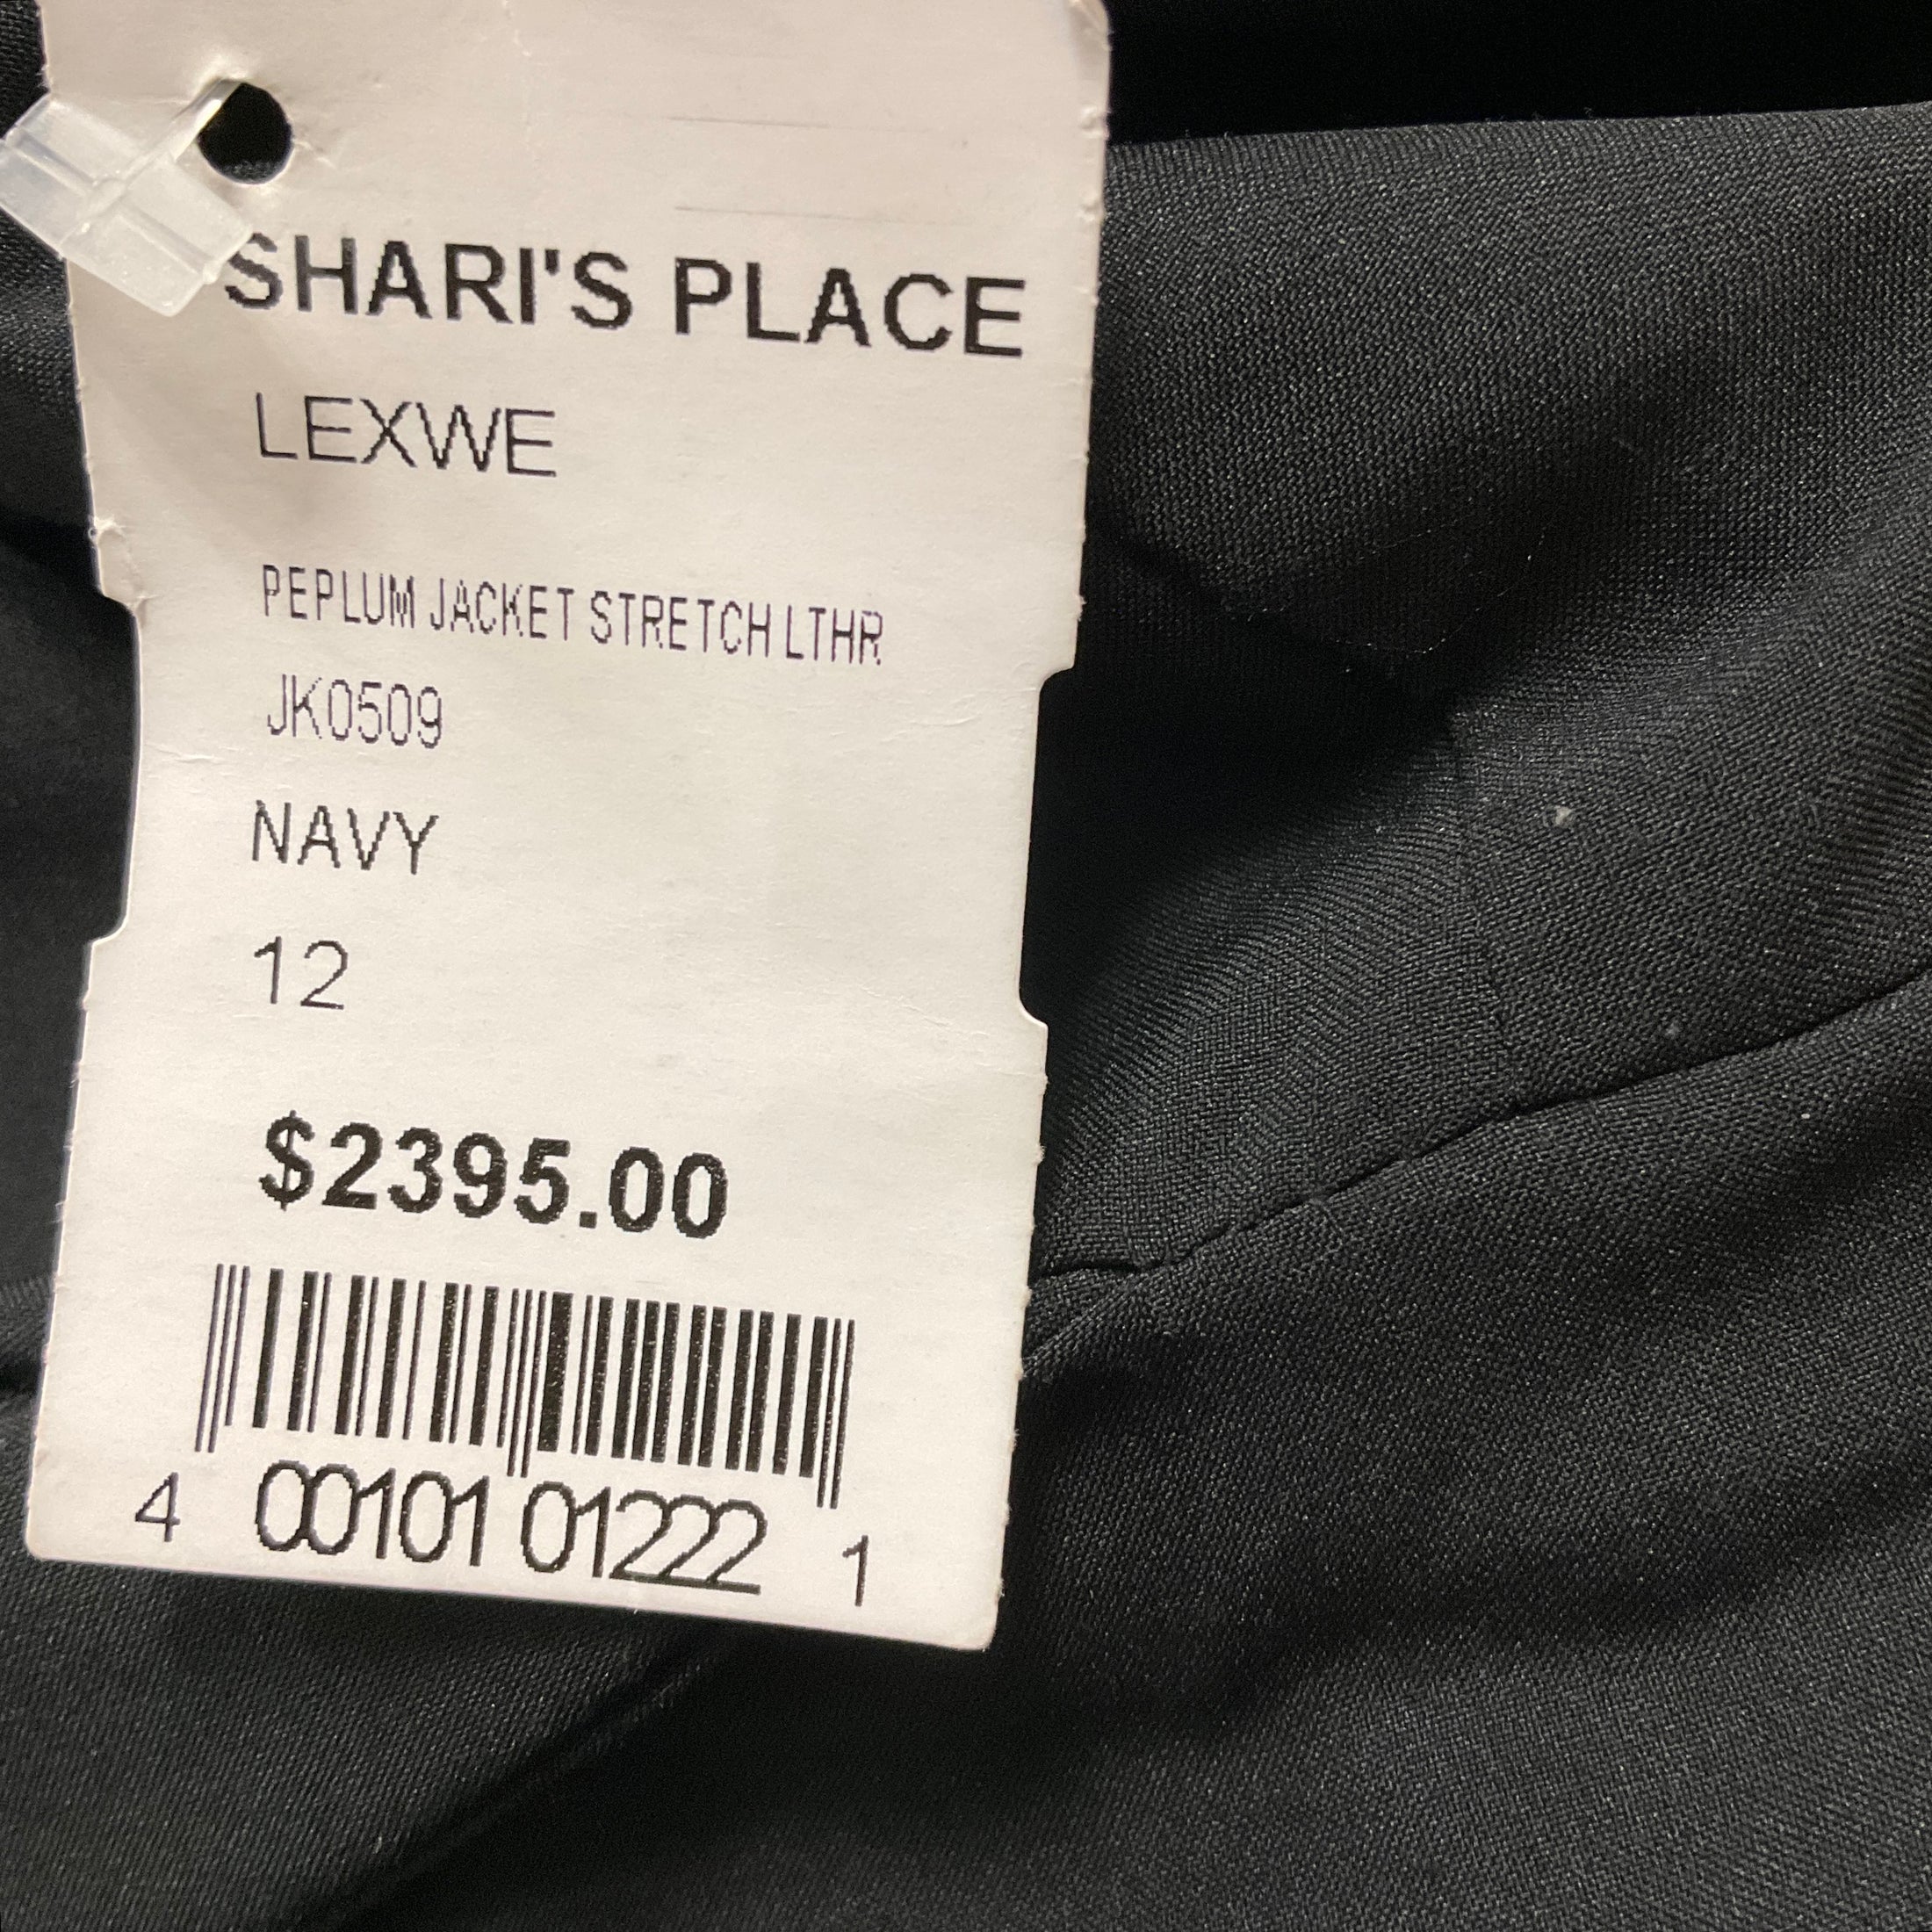 SHARI'S PLACE
LEXWE
PEPLUM JACKET STRETCH LTHR
JK0509
NAVY
12
$2395.00
4 00101 01222 1